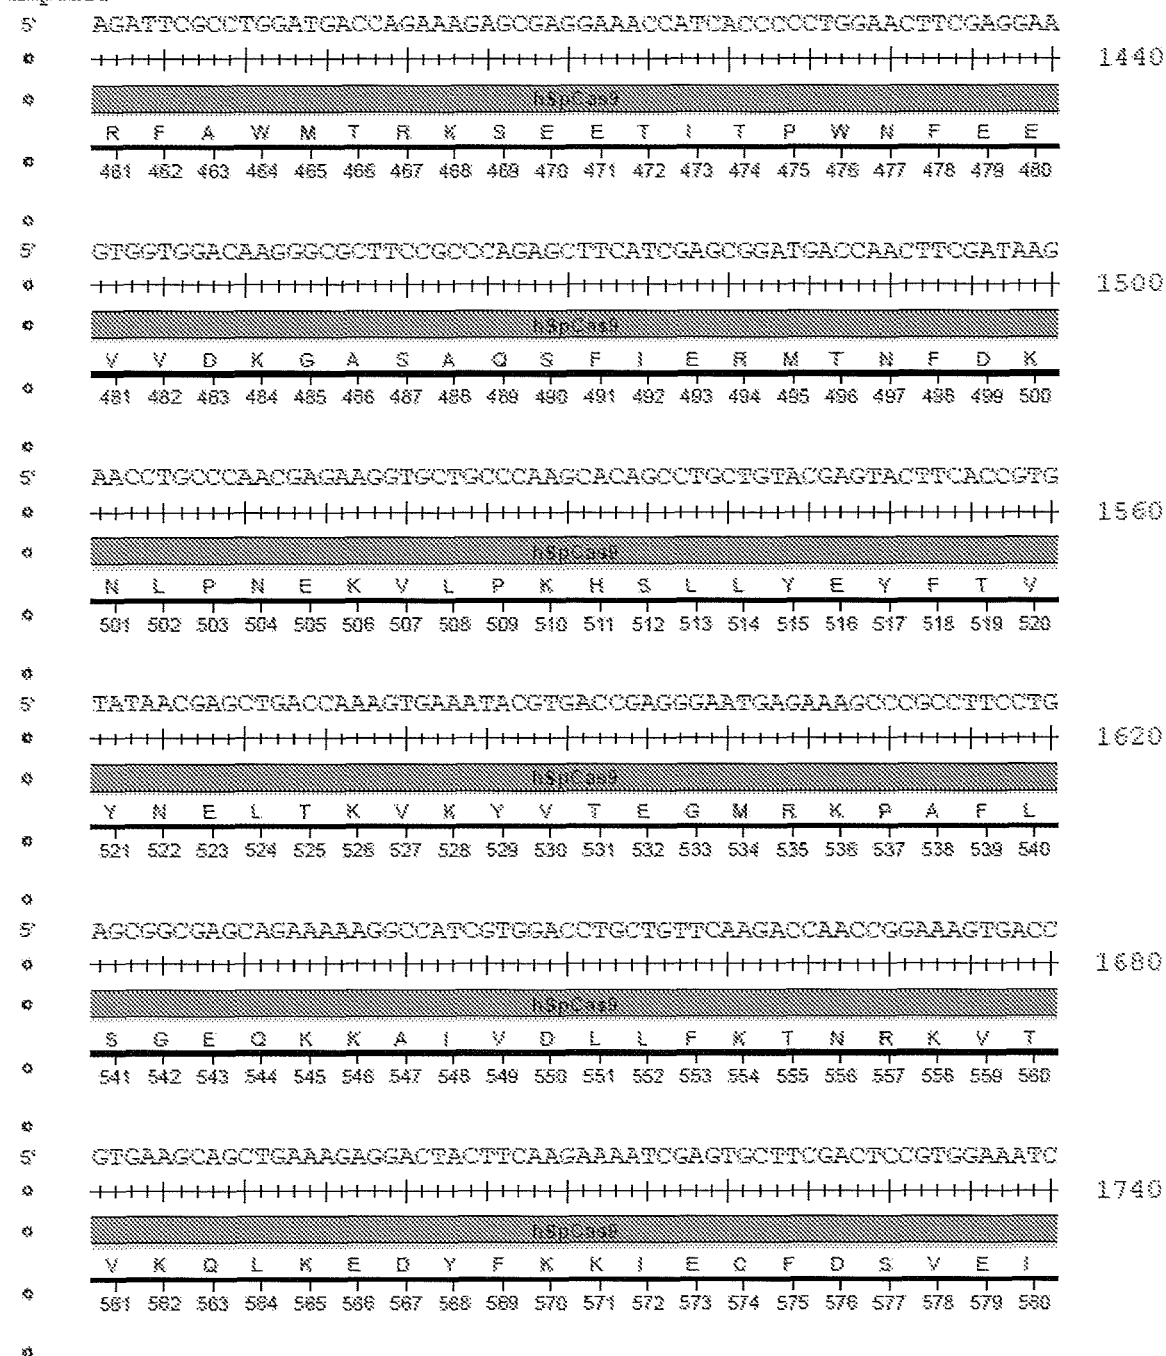 5' AGATTCGCCTGGATGACCAGAAAGAGCGAGGAAACCATCACCCCCTGGAACTTCGAGGAA
1440
hSpCas9
R F A W M T R K S E E T I T P W N F E E
461 462 463 464 465 466 467 468 469 470 471 472 473 474 475 476 477 478 479 480
5' GTGGTGGACAAGGGCGCTTCCGCCCAGAGCTTCATCGAGCGGATGACCAACTTCGATAAG
1500
hSpCas9
V V D K G A S A Q S F I E R M T N F D K
481 482 483 484 485 486 487 488 489 490 491 492 493 494 495 496 497 498 499 500
5' AACCTGCCCAACGAGAAGGTGCTGCCCAAGCACAGCCTGCTGTACGAGTACTTCACCGTG
1560
hSpCas9
N L P N E K V L P K H S L L Y E Y F T V
501 502 503 504 505 506 507 508 509 510 511 512 513 514 515 516 517 518 519 520
5' TATAACGAGCTGACCAAAGTGAAATACGTGACCGAGGGAATGAGAAAGCCCGCCTTCCTG
1620
hSpCas9
Y N E L T K V K Y V T E G M R K P A F L
521 522 523 524 525 526 527 528 529 530 531 532 533 534 535 536 537 538 539 540
5' AGCGGCGAGCAGAAAAAGGCCATCGTGGACCTGCTGTTCAAGACCAACCGGAAAGTGACC
1680
hSpCas9
S G E Q K K A I V D L L F K T N R K V T
541 542 543 544 545 546 547 548 549 550 551 552 553 554 555 556 557 558 559 560
5' GTGAAGCAGCTGAAAGAGGACTACTTCAAGAAAATCGAGTGCTTCGACTCCGTGGAAATC
1740
hSpCas9
V K Q L K E D Y F K K I E C F D S V E I
561 562 563 564 565 566 567 568 569 570 571 572 573 574 575 576 577 578 579 580